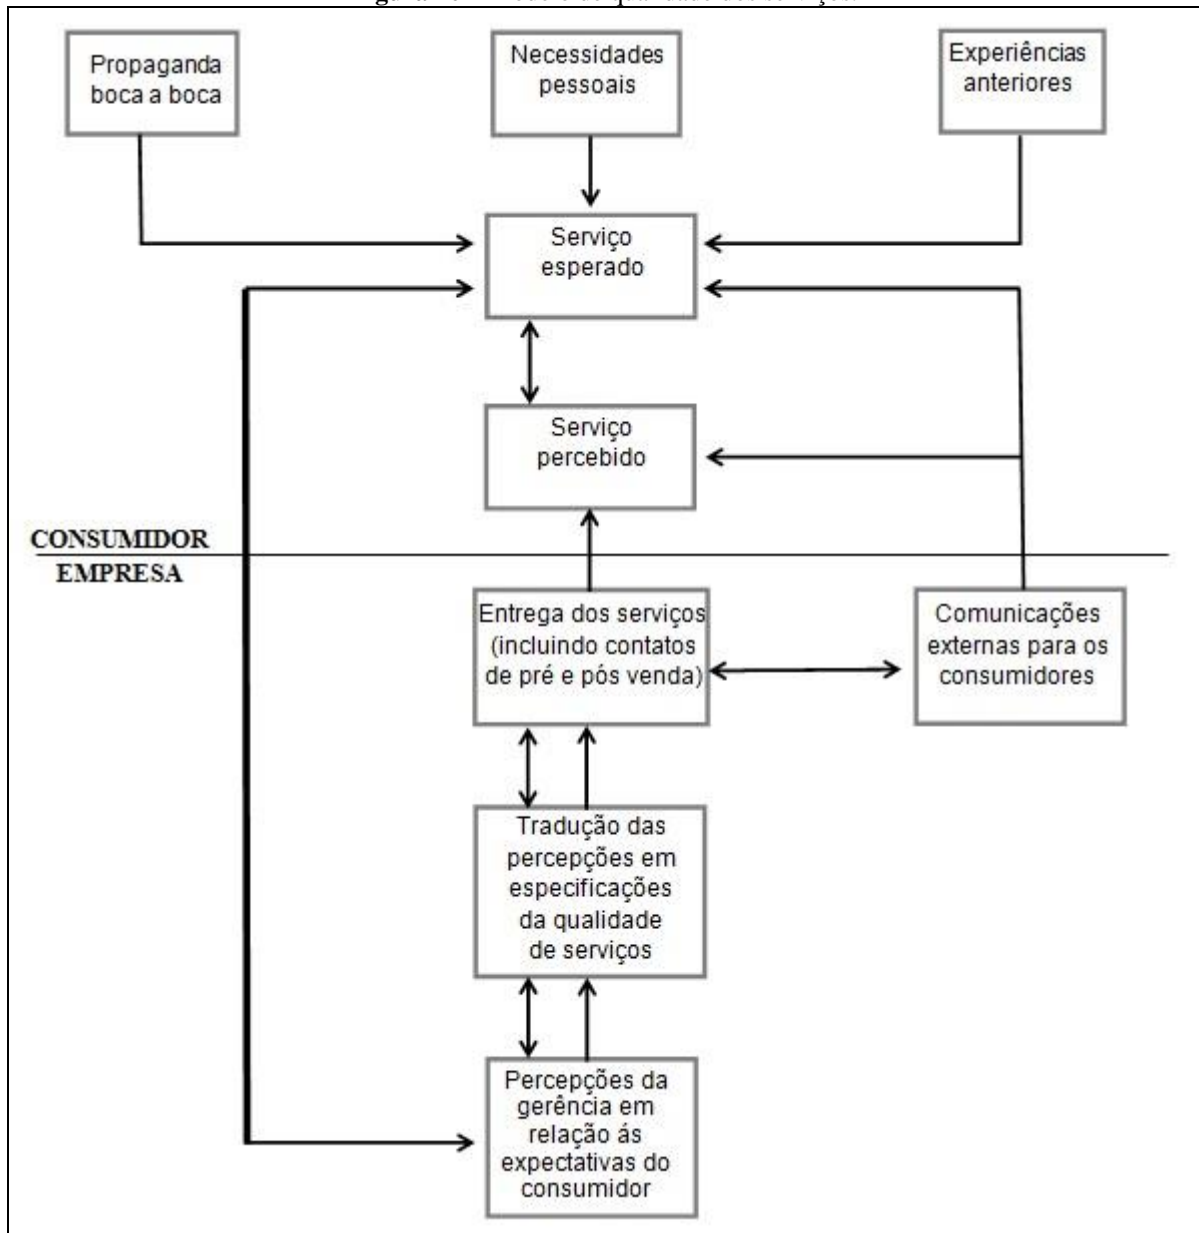 Propaganda
boca a boca
Necessidades
pessoais
Experiências
anteriores
Serviço
esperado
Serviço
percebido
CONSUMIDOR
EMPRESA
Entrega dos serviços
(incluindo contatos
de pré e pós venda)
Comunicações
externas para os
consumidores
Tradução das
percepções em
especificações
da qualidade
de serviços
Percepções da
gerência em
relação ás
expectativas do
consumidor